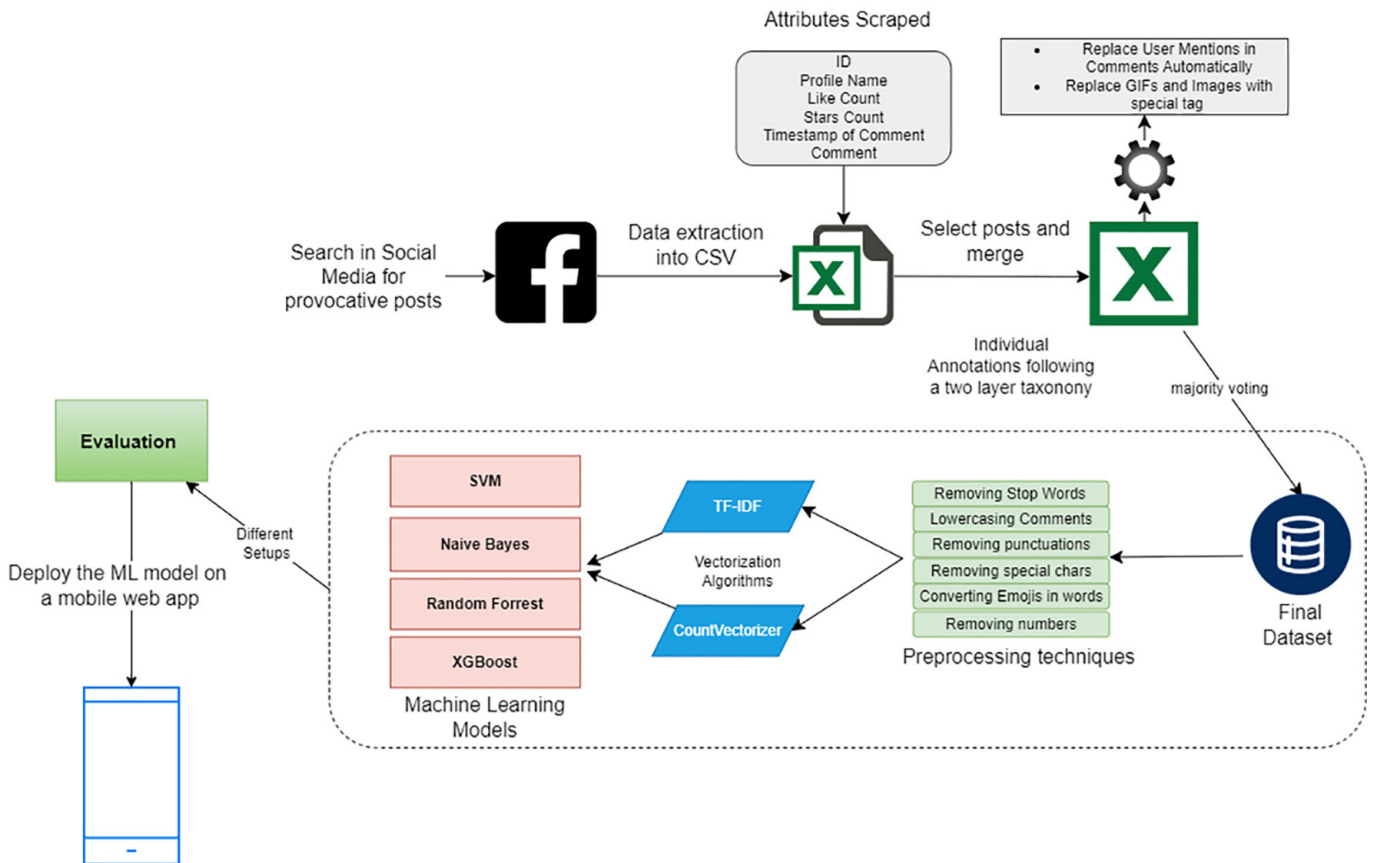 Attributes Scraped
ID
Profile Name
Like Count
Stars Count
Timestamp of Comment
Comment
Replace User Mentions in
Comments Automatically
Replace GIFs and Images with
special tag
Search in Social
Media for
provocative posts
Data extraction
into CSV
Select posts and
merge
Individual
Annotations following
a two layer taxonony
majority voting
Final
Dataset
Removing Stop Words
Lowercasing Comments
Removing punctuations
Removing special chars
Converting Emojis in words
Removing numbers
Preprocessing techniques
TF-IDF
Vectorization
Algorithms
CountVectorizer
SVM
Naive Bayes
Random Forrest
XGBoost
Machine Learning
Models
Different
Setups
Evaluation
Deploy the ML model on
a mobile web app